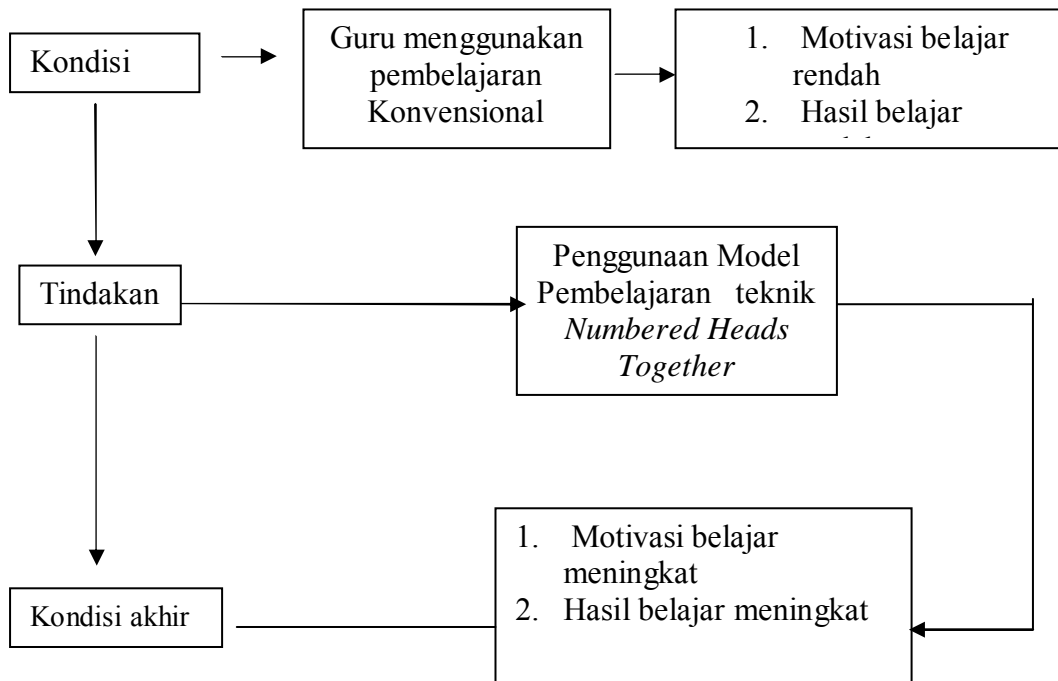 Kondisi
Guru menggunakan
pembelajaran
Konvensional
1. Motivasi belajar
rendah
2. Hasil belajar
Tindakan
Penggunaan Model
Pembelajaran teknik
Numbered Heads
Together
Kondisi akhir
1. Motivasi belajar
meningkat
2. Hasil belajar meningkat